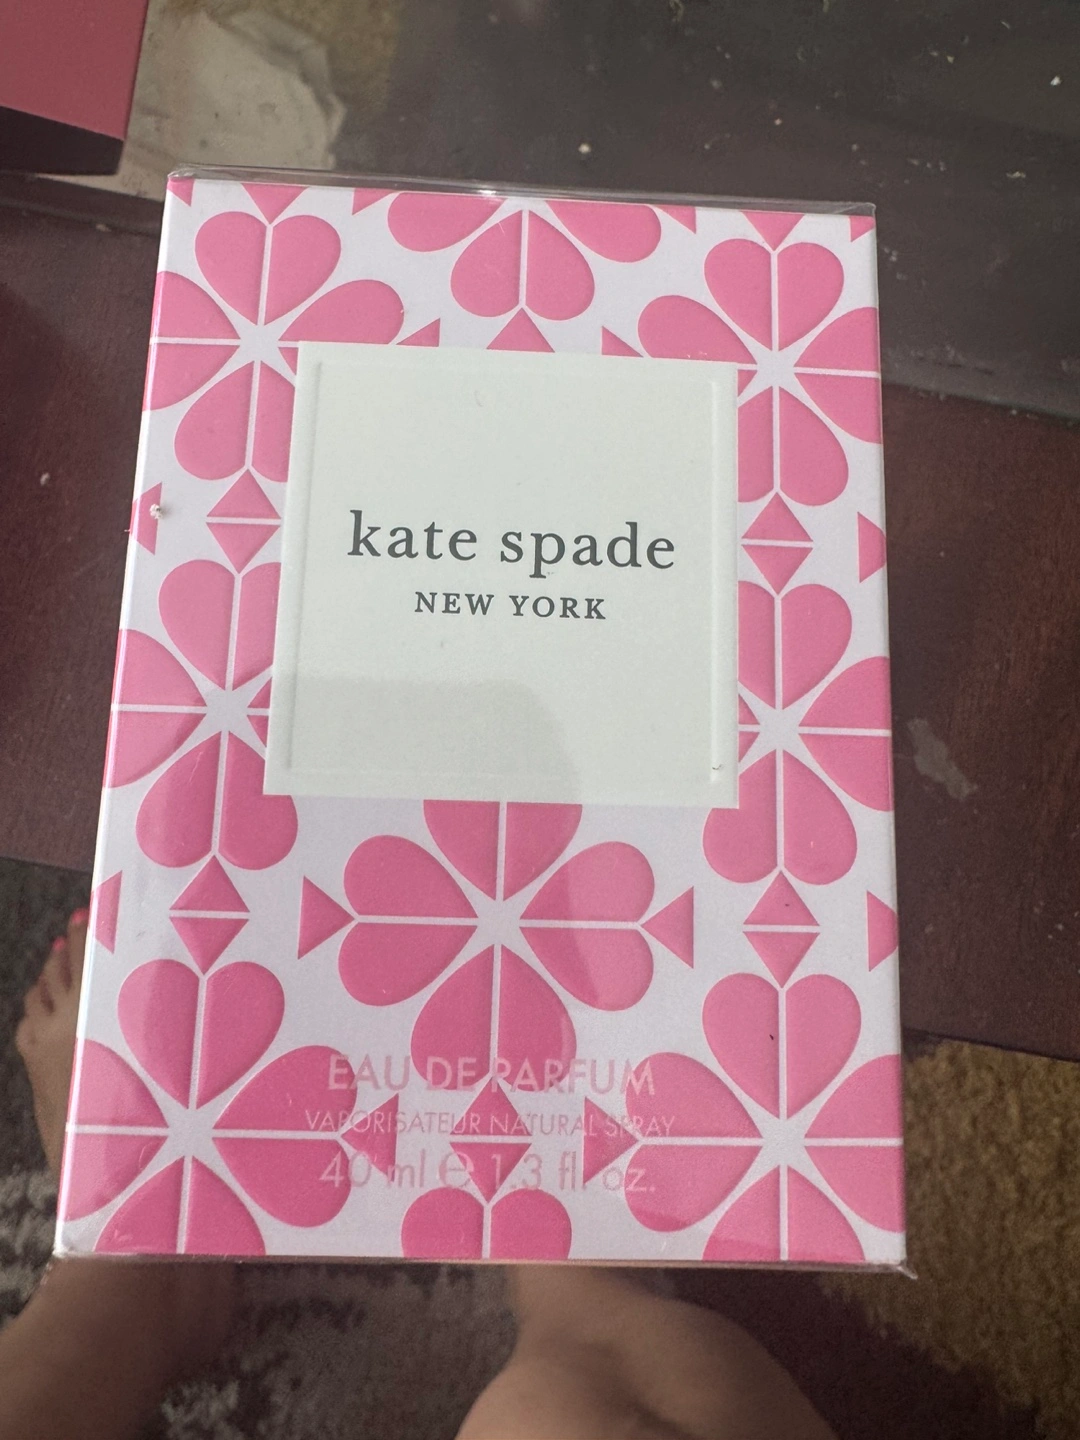 kate spade
NEW YORK
EAU DE PARFUM
VAPORISATEUR NATURAL SPRAY
40 ml e 1.3 fl. oz.